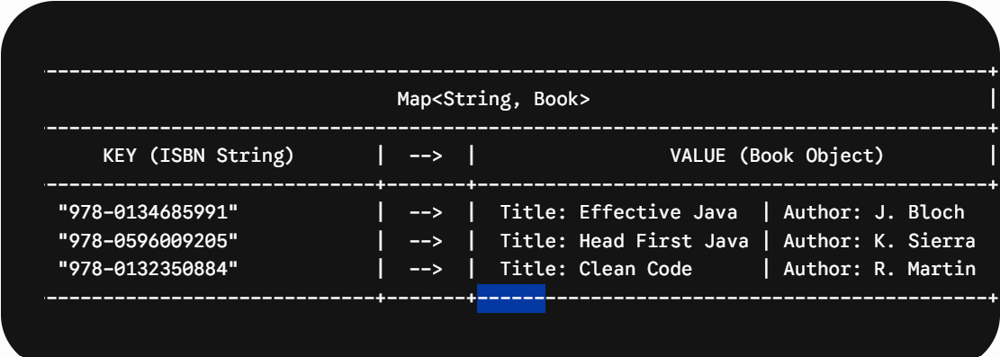 Map<String, Book>
KEY (ISBN String) | --> | VALUE (Book Object)
"978-0134685991" | --> | Title: Effective Java | Author: J. Bloch
"978-0596009205" | --> | Title: Head First Java | Author: K. Sierra
"978-0132350884" | --> | Title: Clean Code | Author: R. Martin